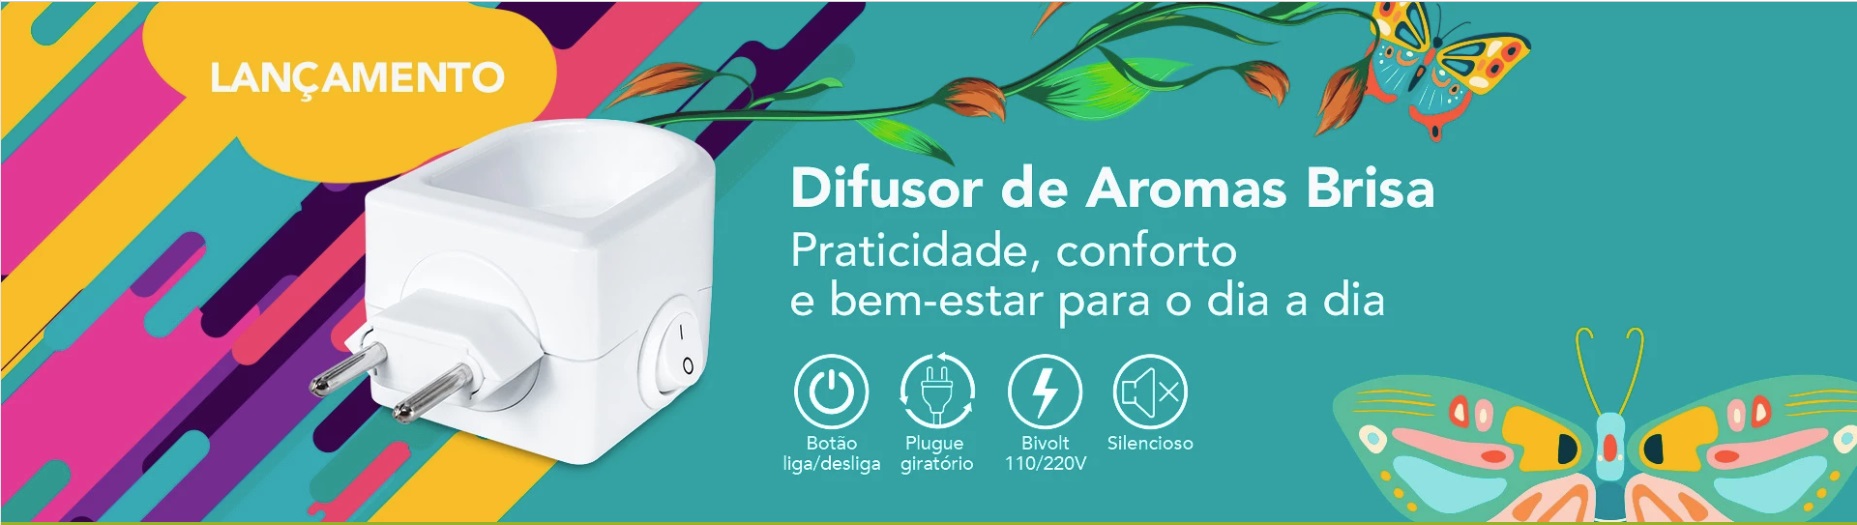 LANÇAMENTO
Difusor de Aromas Brisa
Praticidade, conforto
e bem-estar para o dia a dia
Botão
liga/desliga
Plugue
giratório
Bivolt
110/220V
Silencioso